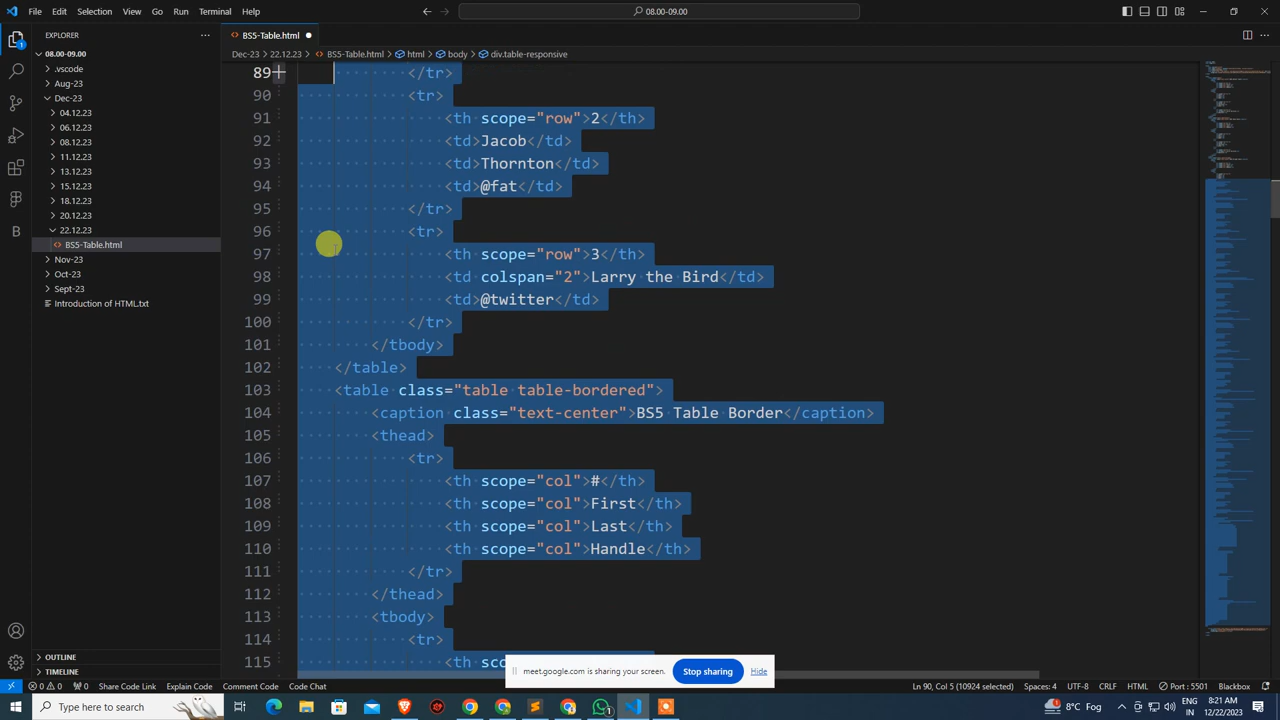 File Edit Selection View Go Run Terminal Help
08.00-09.00
EXPLORER
BS5-Table.html
Dec-23 > 22.12.23 > BS5-Table.html > html > body > div.table-responsive
08.00-09.00
.vscode
Aug-23
Dec-23
04.12.23
06.12.23
08.12.23
11.12.23
13.12.23
15.12.23
18.12.23
20.12.23
22.12.23
BS5-Table.html
Nov-23
Oct-23
Sept-23
Introduction of HTML.txt
OUTLINE
TIMELINE
89 </tr>
90 <tr>
91 <th scope="row">2</th>
92 <td>Jacob</td>
93 <td>Thornton</td>
94 <td>@fat</td>
95 </tr>
96 <tr>
97 <th scope="row">3</th>
98 <td colspan="2">Larry the Bird</td>
99 <td>@twitter</td>
100 </tr>
101 </tbody>
102 </table>
103 <table class="table table-bordered">
104 <caption class="text-center">BS5 Table Border</caption>
105 <thead>
106 <tr>
107 <th scope="col">#</th>
108 <th scope="col">First</th>
109 <th scope="col">Last</th>
110 <th scope="col">Handle</th>
111 </tr>
112 </thead>
113 <tbody>
114 <tr>
115 <th sc
meet.google.com is sharing your screen. Stop sharing Hide
0 0 0 Share Code Link Explain Code Comment Code Code Chat
Ln 90, Col 5 (10924 selected) Spaces: 4 UTF-8 CRLF HTML Port : 5501 Blackbox
Type here to search
8°C Fog ENG 8:21 AM
IN 12/22/2023